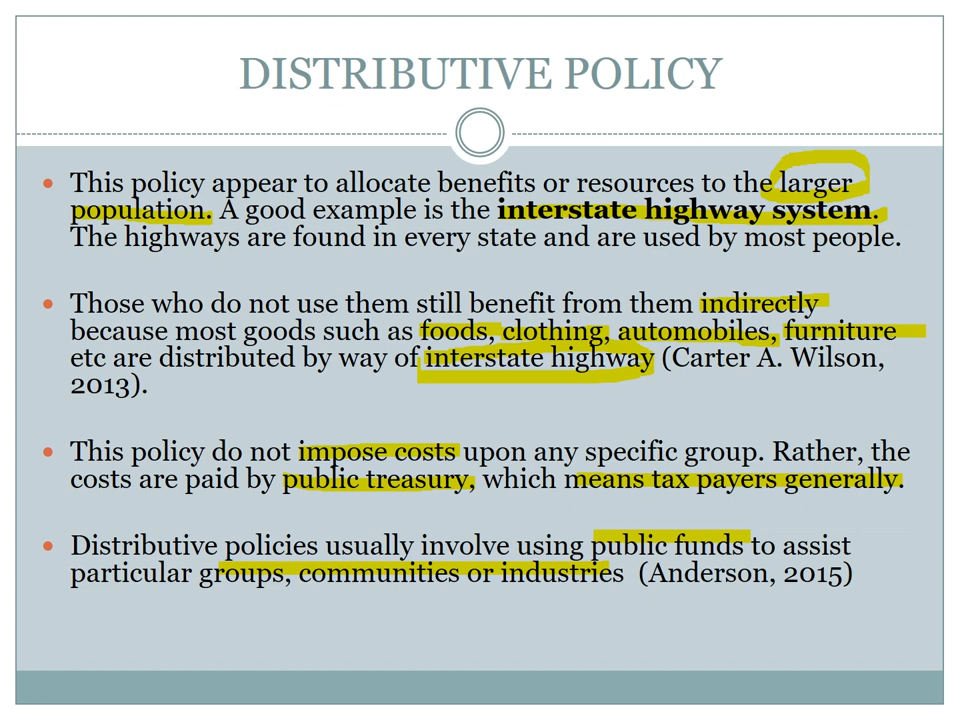 DISTRIBUTIVE POLICY
• This policy appear to allocate benefits or resources to the larger
population. A good example is the interstate highway system.
The highways are found in every state and are used by most people.
• Those who do not use them still benefit from them indirectly
because most goods such as foods, clothing, automobiles, furniture
etc are distributed by way of interstate highway (Carter A. Wilson,
2013).
• This policy do not impose costs upon any specific group. Rather, the
costs are paid by public treasury, which means tax payers generally.
• Distributive policies usually involve using public funds to assist
particular groups, communities or industries (Anderson, 2015)